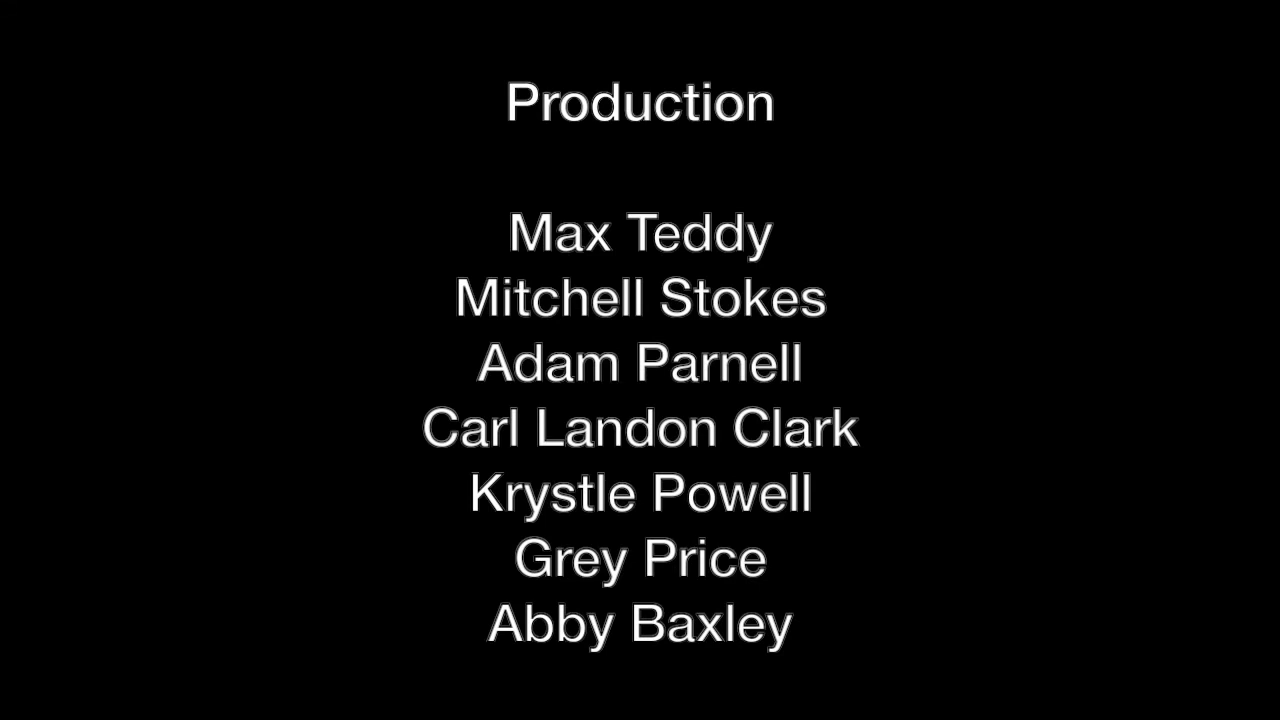 Production
Max Teddy
Mitchell Stokes
Adam Parnell
Carl Landon Clark
Krystle Powell
Grey Price
Abby Baxley